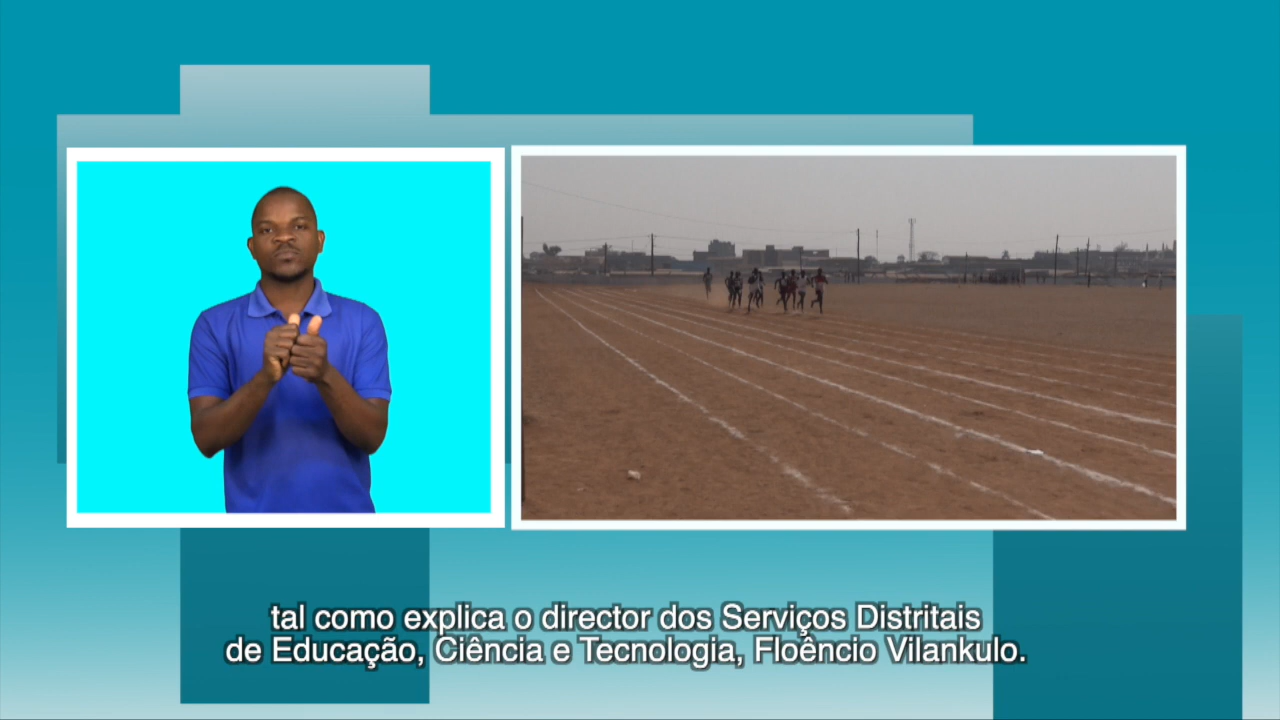 tal como explica o director dos Serviços Distritais
de Educação, Ciência e Tecnologia, Floêncio Vilankulo.